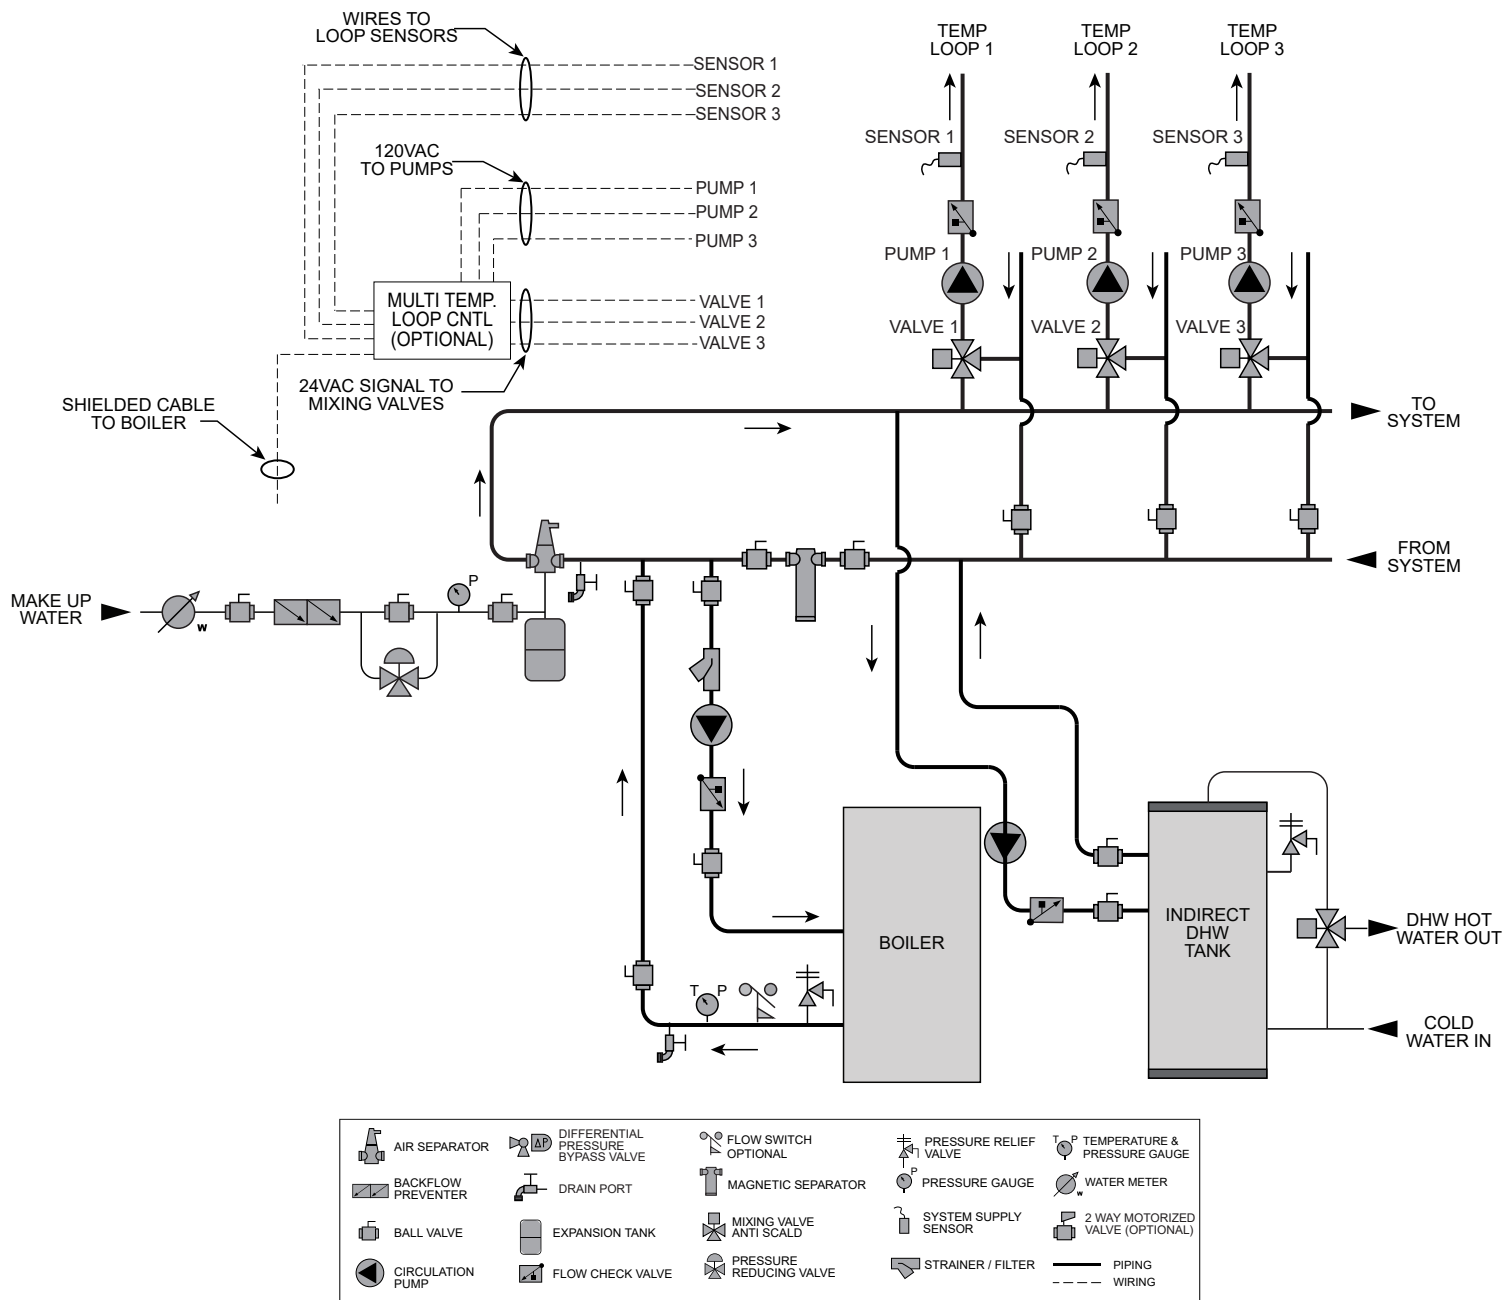 WIRES TO
LOOP SENSORS
SENSOR 1
SENSOR 2
SENSOR 3
120VAC
TO PUMPS
PUMP 1
PUMP 2
PUMP 3
MULTI TEMP.
LOOP CNTL
(OPTIONAL)
VALVE 1
VALVE 2
VALVE 3
24VAC SIGNAL TO
MIXING VALVES
SHIELDED CABLE
TO BOILER
TEMP
LOOP 1
TEMP
LOOP 2
TEMP
LOOP 3
SENSOR 1
SENSOR 2
SENSOR 3
PUMP 1
PUMP 2
PUMP 3
VALVE 1
VALVE 2
VALVE 3
TO
SYSTEM
FROM
SYSTEM
MAKE UP
WATER
W
P
T P
BOILER
INDIRECT
DHW
TANK
DHW HOT
WATER OUT
COLD
WATER IN
AIR SEPARATOR
BACKFLOW
PREVENTER
BALL VALVE
CIRCULATION
PUMP
ΔP
DIFFERENTIAL
PRESSURE
BYPASS VALVE
DRAIN PORT
EXPANSION TANK
FLOW CHECK VALVE
FLOW SWITCH
OPTIONAL
MAGNETIC SEPARATOR
MIXING VALVE
ANTI SCALD
PRESSURE
REDUCING VALVE
PRESSURE RELIEF
VALVE
P
PRESSURE GAUGE
SYSTEM SUPPLY
SENSOR
STRAINER / FILTER
T P
TEMPERATURE &
PRESSURE GAUGE
W
WATER METER
2 WAY MOTORIZED
VALVE (OPTIONAL)
PIPING
WIRING